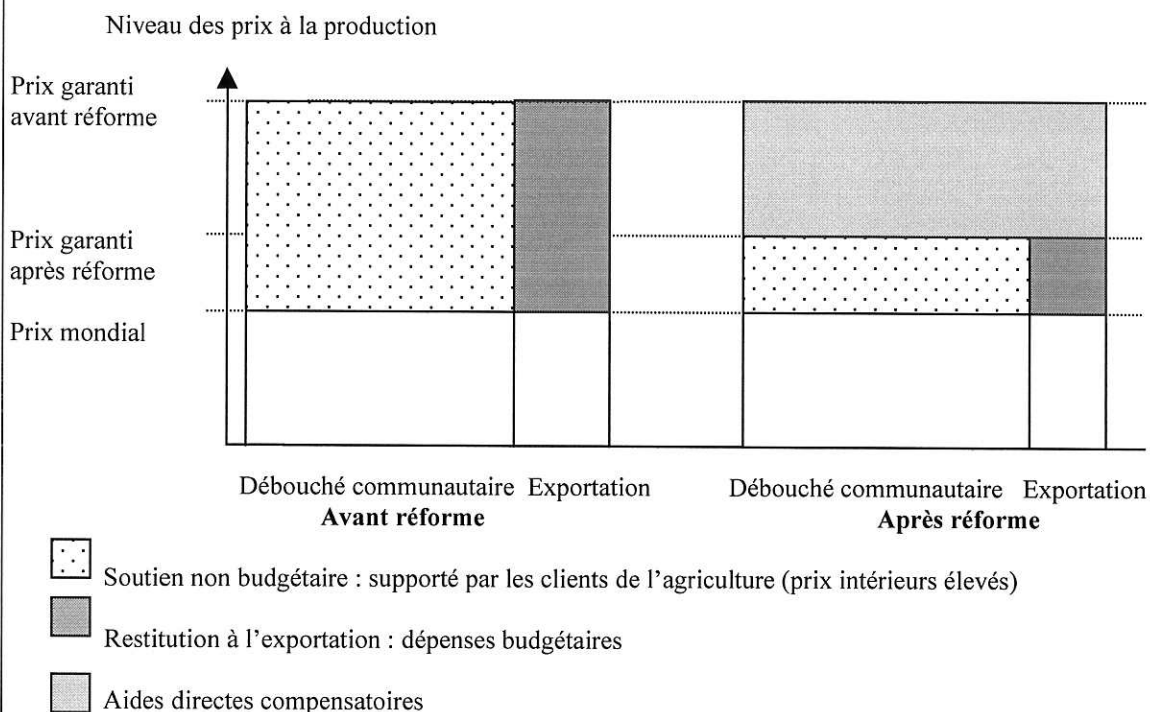 Niveau des prix à la production
Prix garanti
avant réforme
Prix garanti
après réforme
Prix mondial
Débouché communautaire Exportation
Avant réforme
Débouché communautaire Exportation
Après réforme
Soutien non budgétaire : supporté par les clients de l’agriculture (prix intérieurs élevés)
Restitution à l’exportation : dépenses budgétaires
Aides directes compensatoires